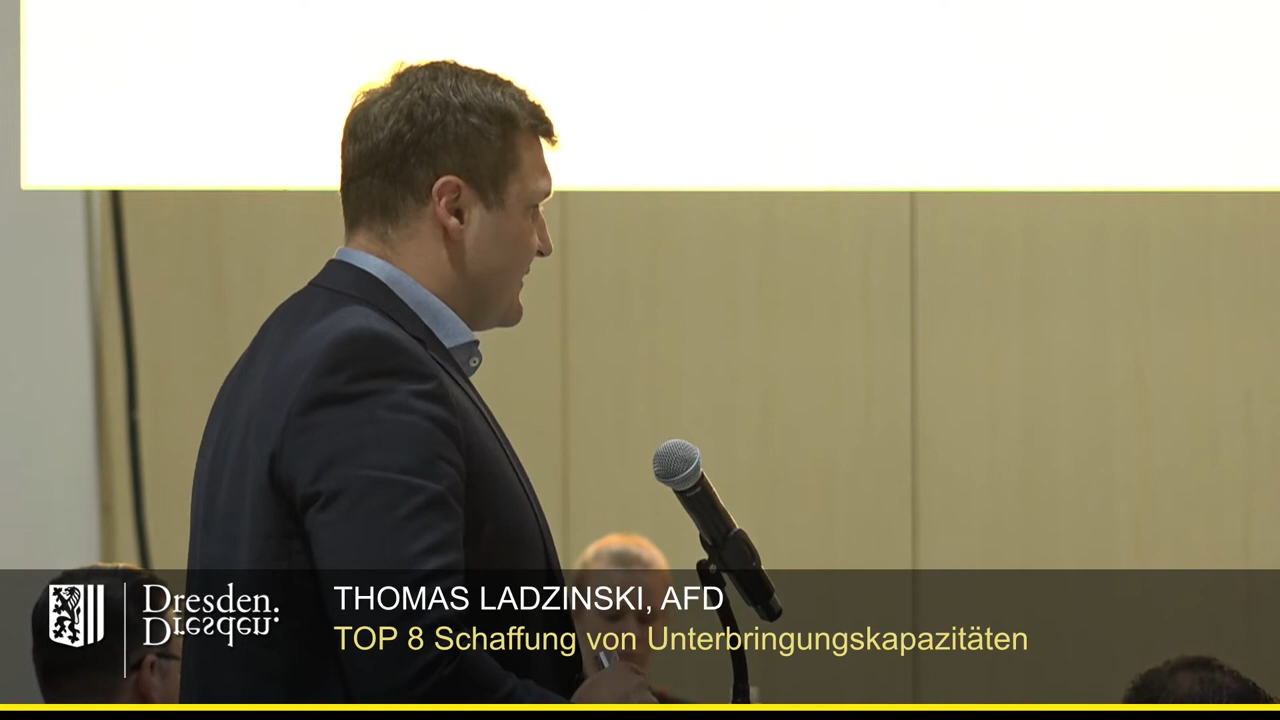 Dresden.
Dresden.
THOMAS LADZINSKI, AFD
TOP 8 Schaffung von Unterbringungskapazitäten